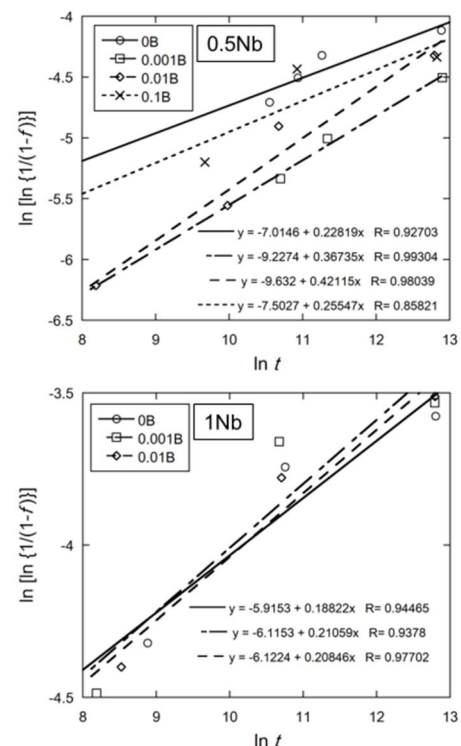 -4
0B
0.001B
0.01B
0.1B
0.5Nb
-4.5
-5
-5.5
-6
-6.5
ln [ln {1/(1-f)}]
y = -7.0146 + 0.22819x R= 0.92703
y = -9.2274 + 0.36735x R= 0.99304
y = -9.632 + 0.42115x R= 0.98039
y = -7.5027 + 0.25547x R= 0.85821
8 9 10 11 12 13
ln t
-3.5
0B
0.001B
0.01B
1Nb
-4
-4.5
ln [ln {1/(1-f)}]
y = -5.9153 + 0.18822x R= 0.94465
y = -6.1153 + 0.21059x R= 0.9378
y = -6.1224 + 0.20846x R= 0.97702
8 9 10 11 12 13
ln t